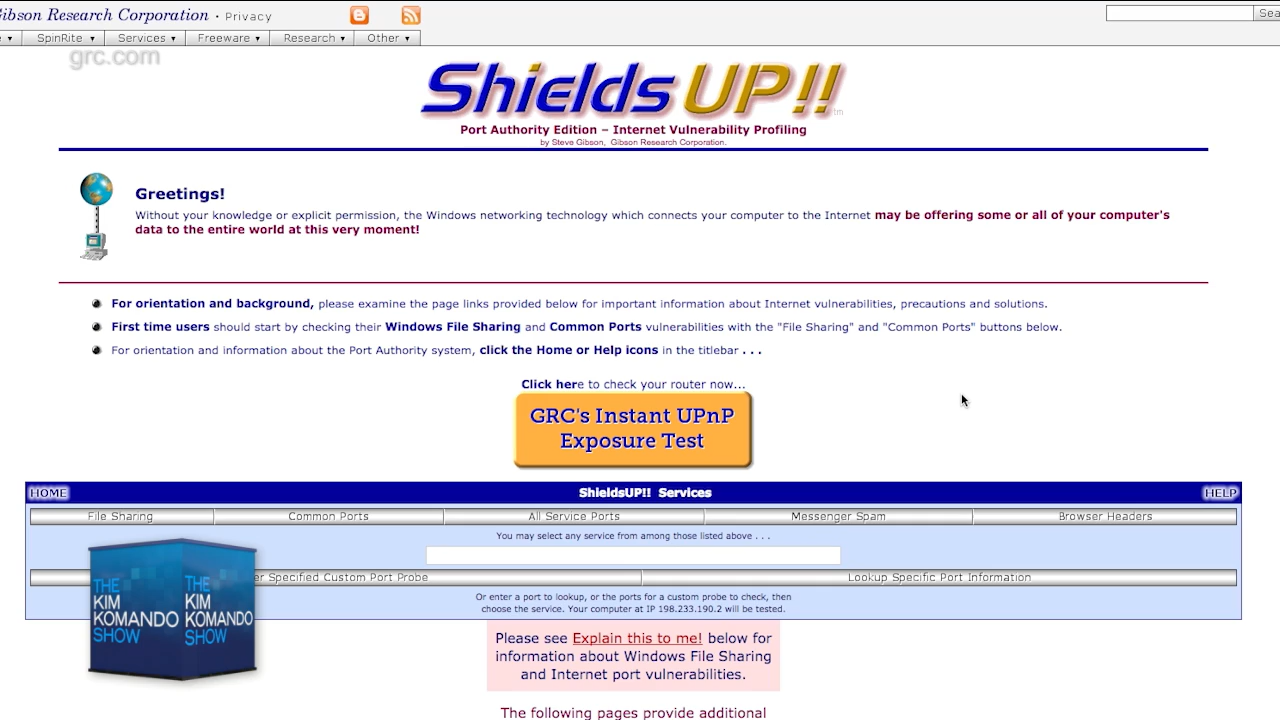 Gibson Research Corporation · Privacy
Sea
SpinRite ▾ Services ▾ Freeware ▾ Research ▾ Other ▾
grc.com
ShieldsUP!! tm
Port Authority Edition – Internet Vulnerability Profiling
by Steve Gibson, Gibson Research Corporation.
Greetings!
Without your knowledge or explicit permission, the Windows networking technology which connects your computer to the Internet may be offering some or all of your computer's
data to the entire world at this very moment!
For orientation and background, please examine the page links provided below for important information about Internet vulnerabilities, precautions and solutions.
First time users should start by checking their Windows File Sharing and Common Ports vulnerabilities with the "File Sharing" and "Common Ports" buttons below.
For orientation and information about the Port Authority system, click the Home or Help icons in the titlebar . . .
Click here to check your router now...
GRC's Instant UPnP
Exposure Test
HOME ShieldsUP!! Services HELP
File Sharing Common Ports All Service Ports Messenger Spam Browser Headers
You may select any service from among those listed above . . .
er Specified Custom Port Probe Lookup Specific Port Information
Or enter a port to lookup, or the ports for a custom probe to check, then
choose the service. Your computer at IP 198.233.190.2 will be tested.
THE KIM KOMANDO SHOW
THE KIM KOMANDO SHOW
Please see Explain this to me! below for
information about Windows File Sharing
and Internet port vulnerabilities.
The following pages provide additional